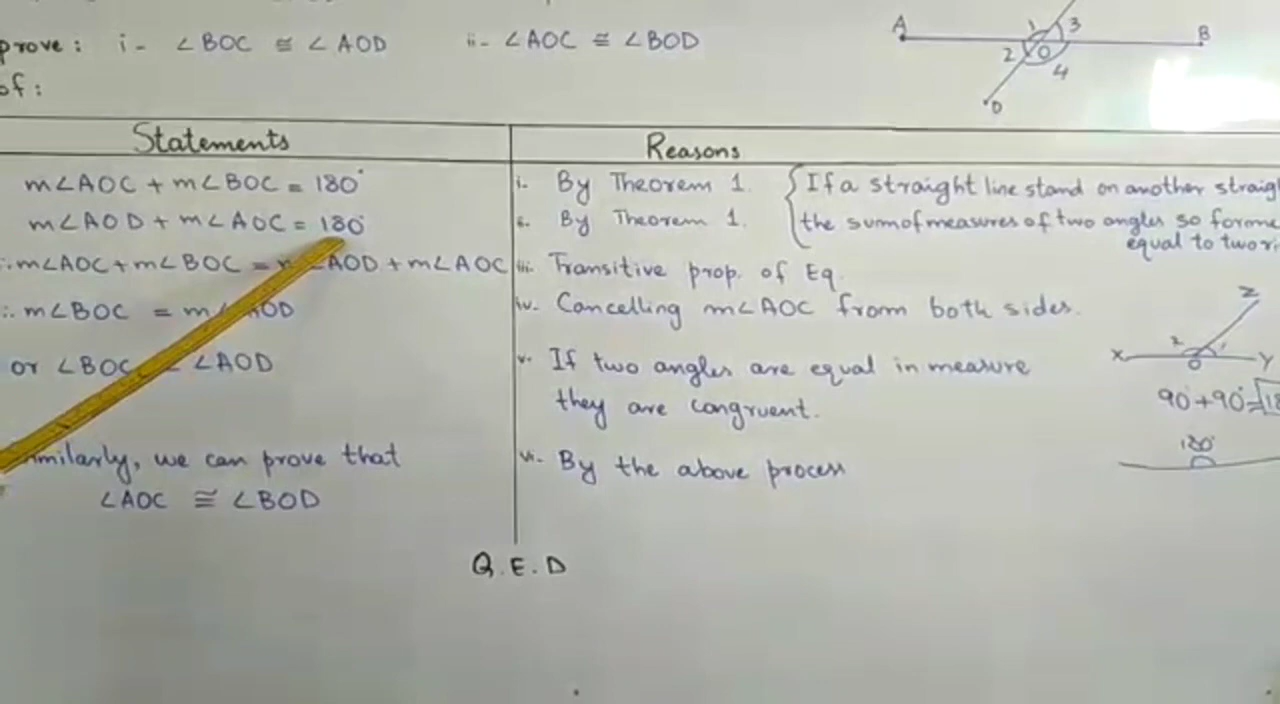 prove: i- ∠BOC ≅ ∠AOD ii- ∠AOC ≅ ∠BOD
of:
A 1 3 B
2 O 4
D
Statements Reasons
m∠AOC + m∠BOC = 180° i. By Theorem 1. {If a straight line stand on another straig
m∠AOD + m∠AOC = 180° By Theorem 1. the sum of measures of two angles so forme
equal to two ri
∴ m∠AOC + m∠BOC = ∠AOD + m∠AOC iii. Transitive prop. of Eq.
∴ m∠BOC = m OD iv. Cancelling m∠AOC from both sides.
or ∠BOC ∠AOD v. If two angles are equal in measure
they are congruent.
Z
X 2 1 Y
O
90°+90°=
180°
imilarly, we can prove that vi. By the above process
∠AOC ≅ ∠BOD
Q.E.D